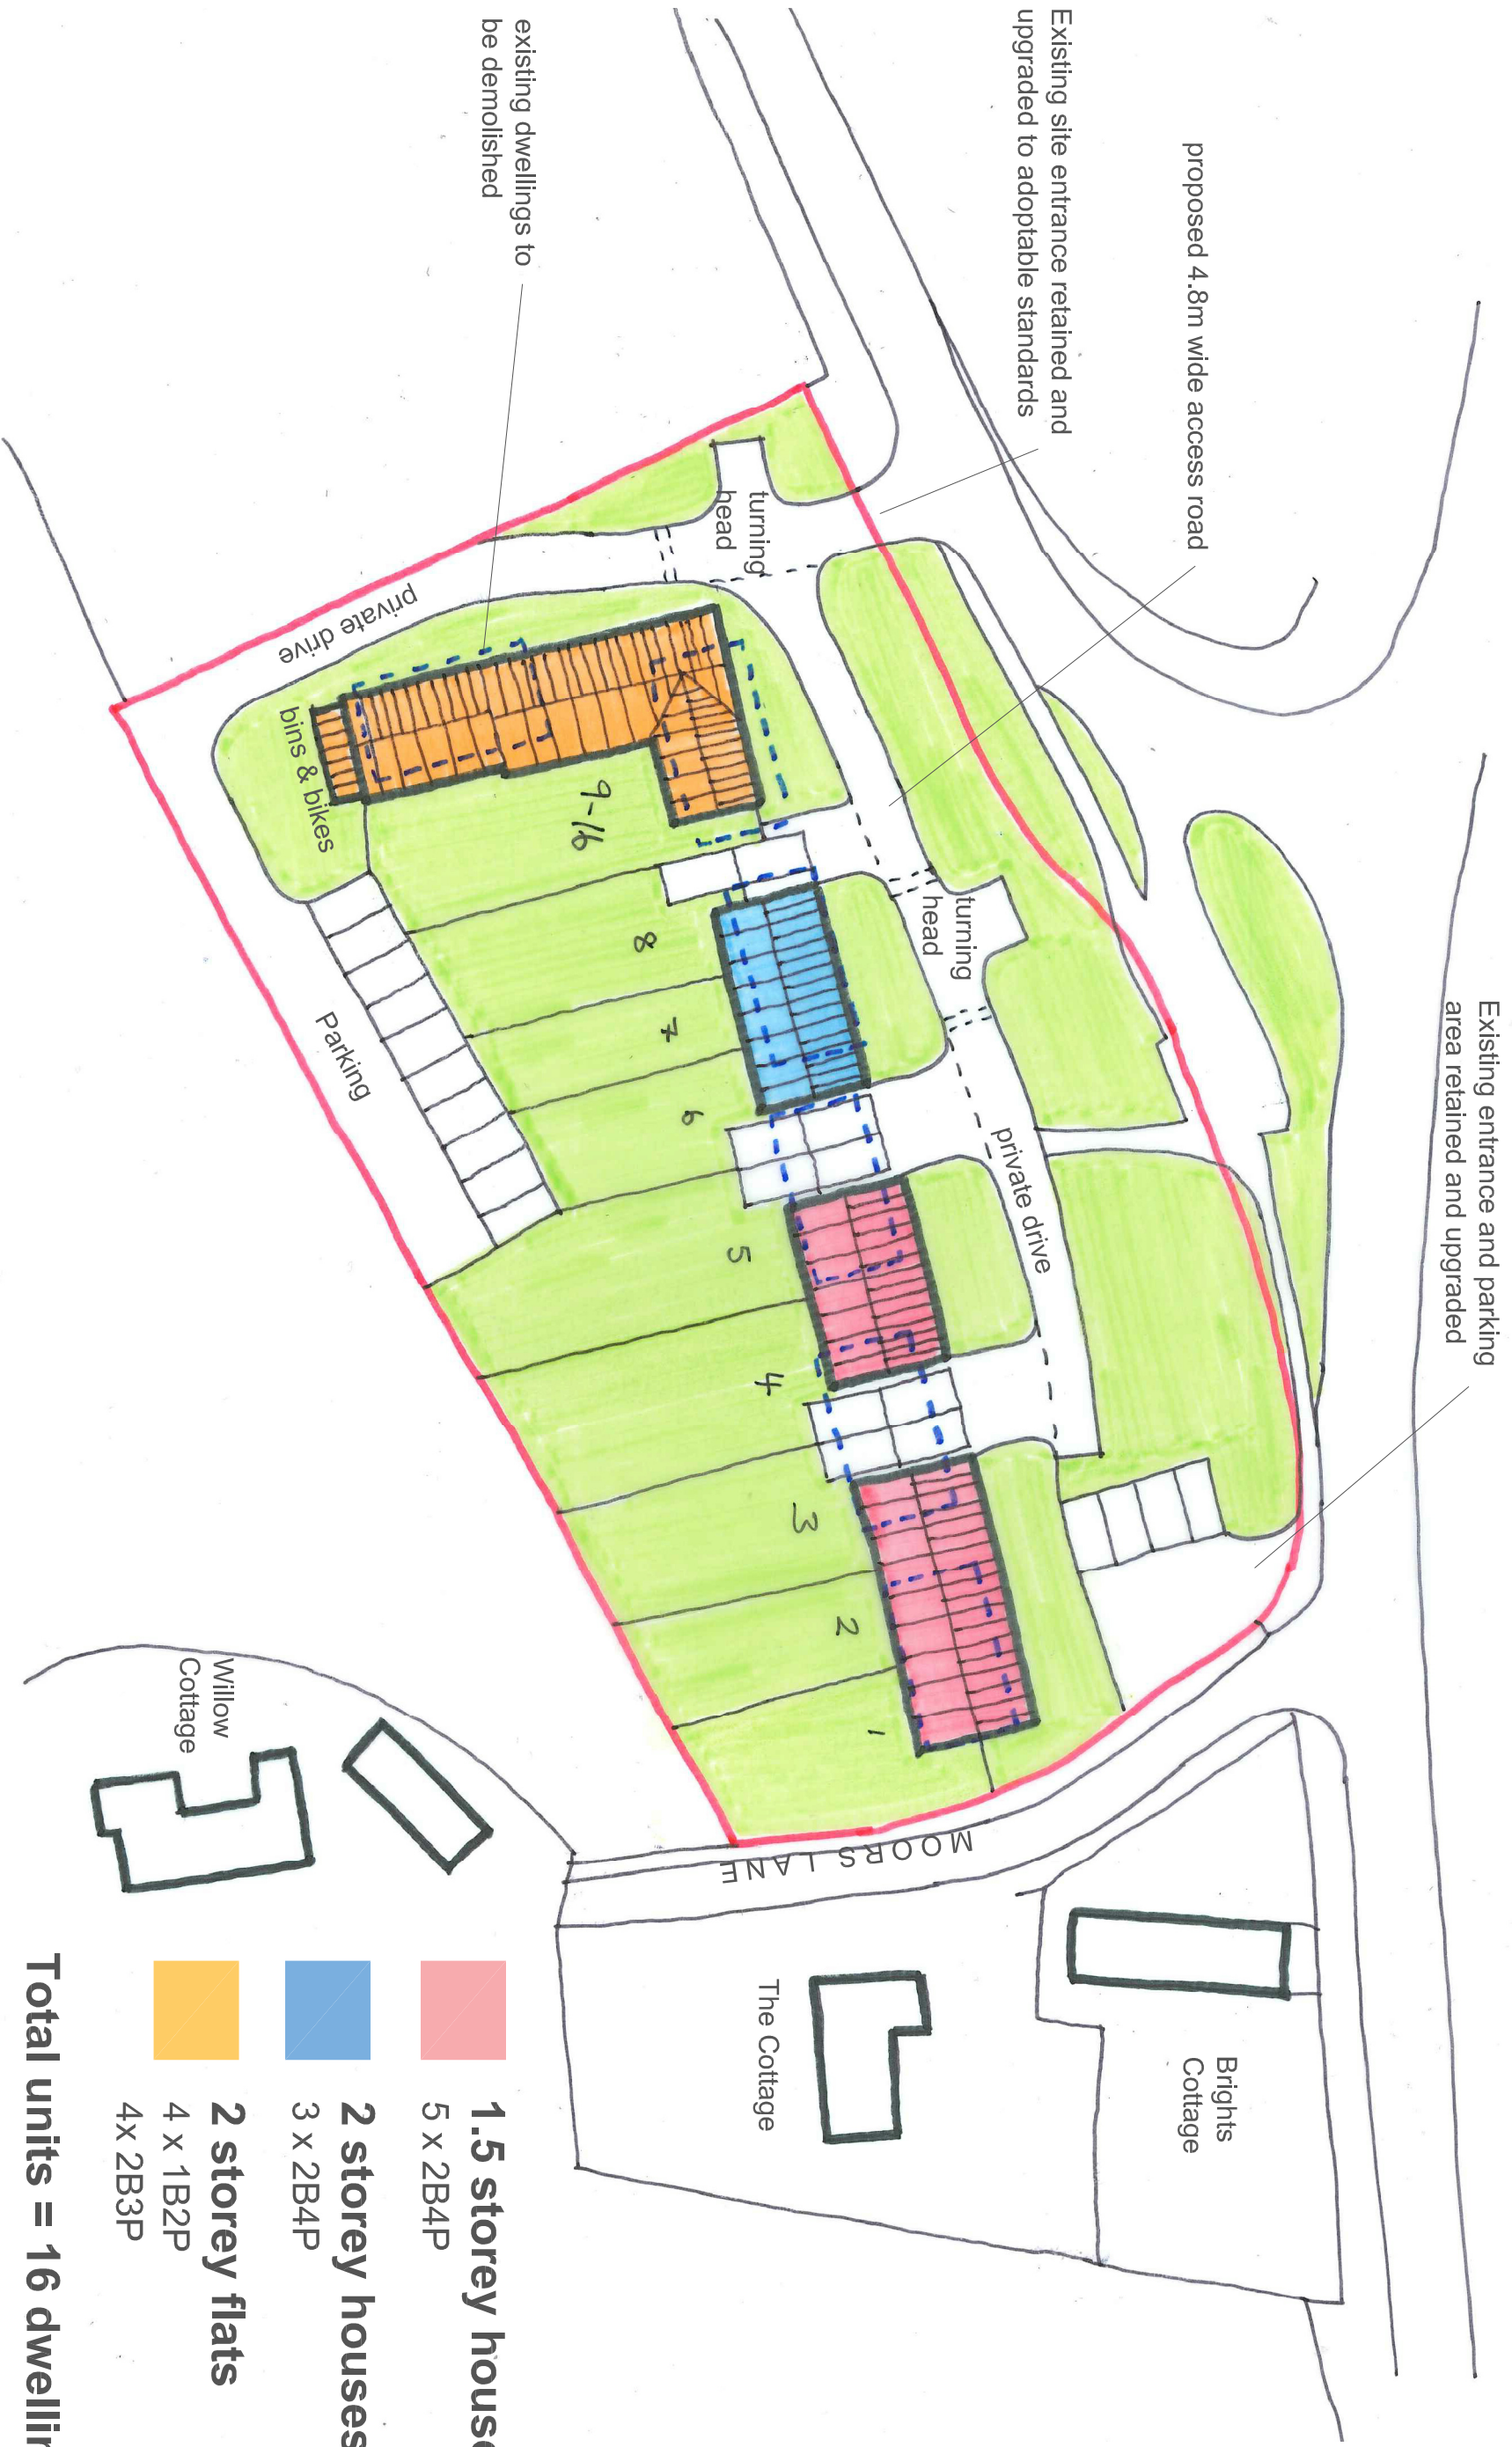 Existing entrance and parking
area retained and upgraded
proposed 4.8m wide access road
Existing site entrance retained and
upgraded to adoptable standards
existing dwellings to
be demolished
turning
head
turning
head
private drive
private drive
bins & bikes
Parking
9-16
8
7
6
5
4
3
2
1
MOORS LANE
Willow
Cottage
The Cottage
Brights
Cottage
1.5 storey house
5 x 2B4P
2 storey houses
3 x 2B4P
2 storey flats
4 x 1B2P
4x 2B3P
Total units = 16 dwellin